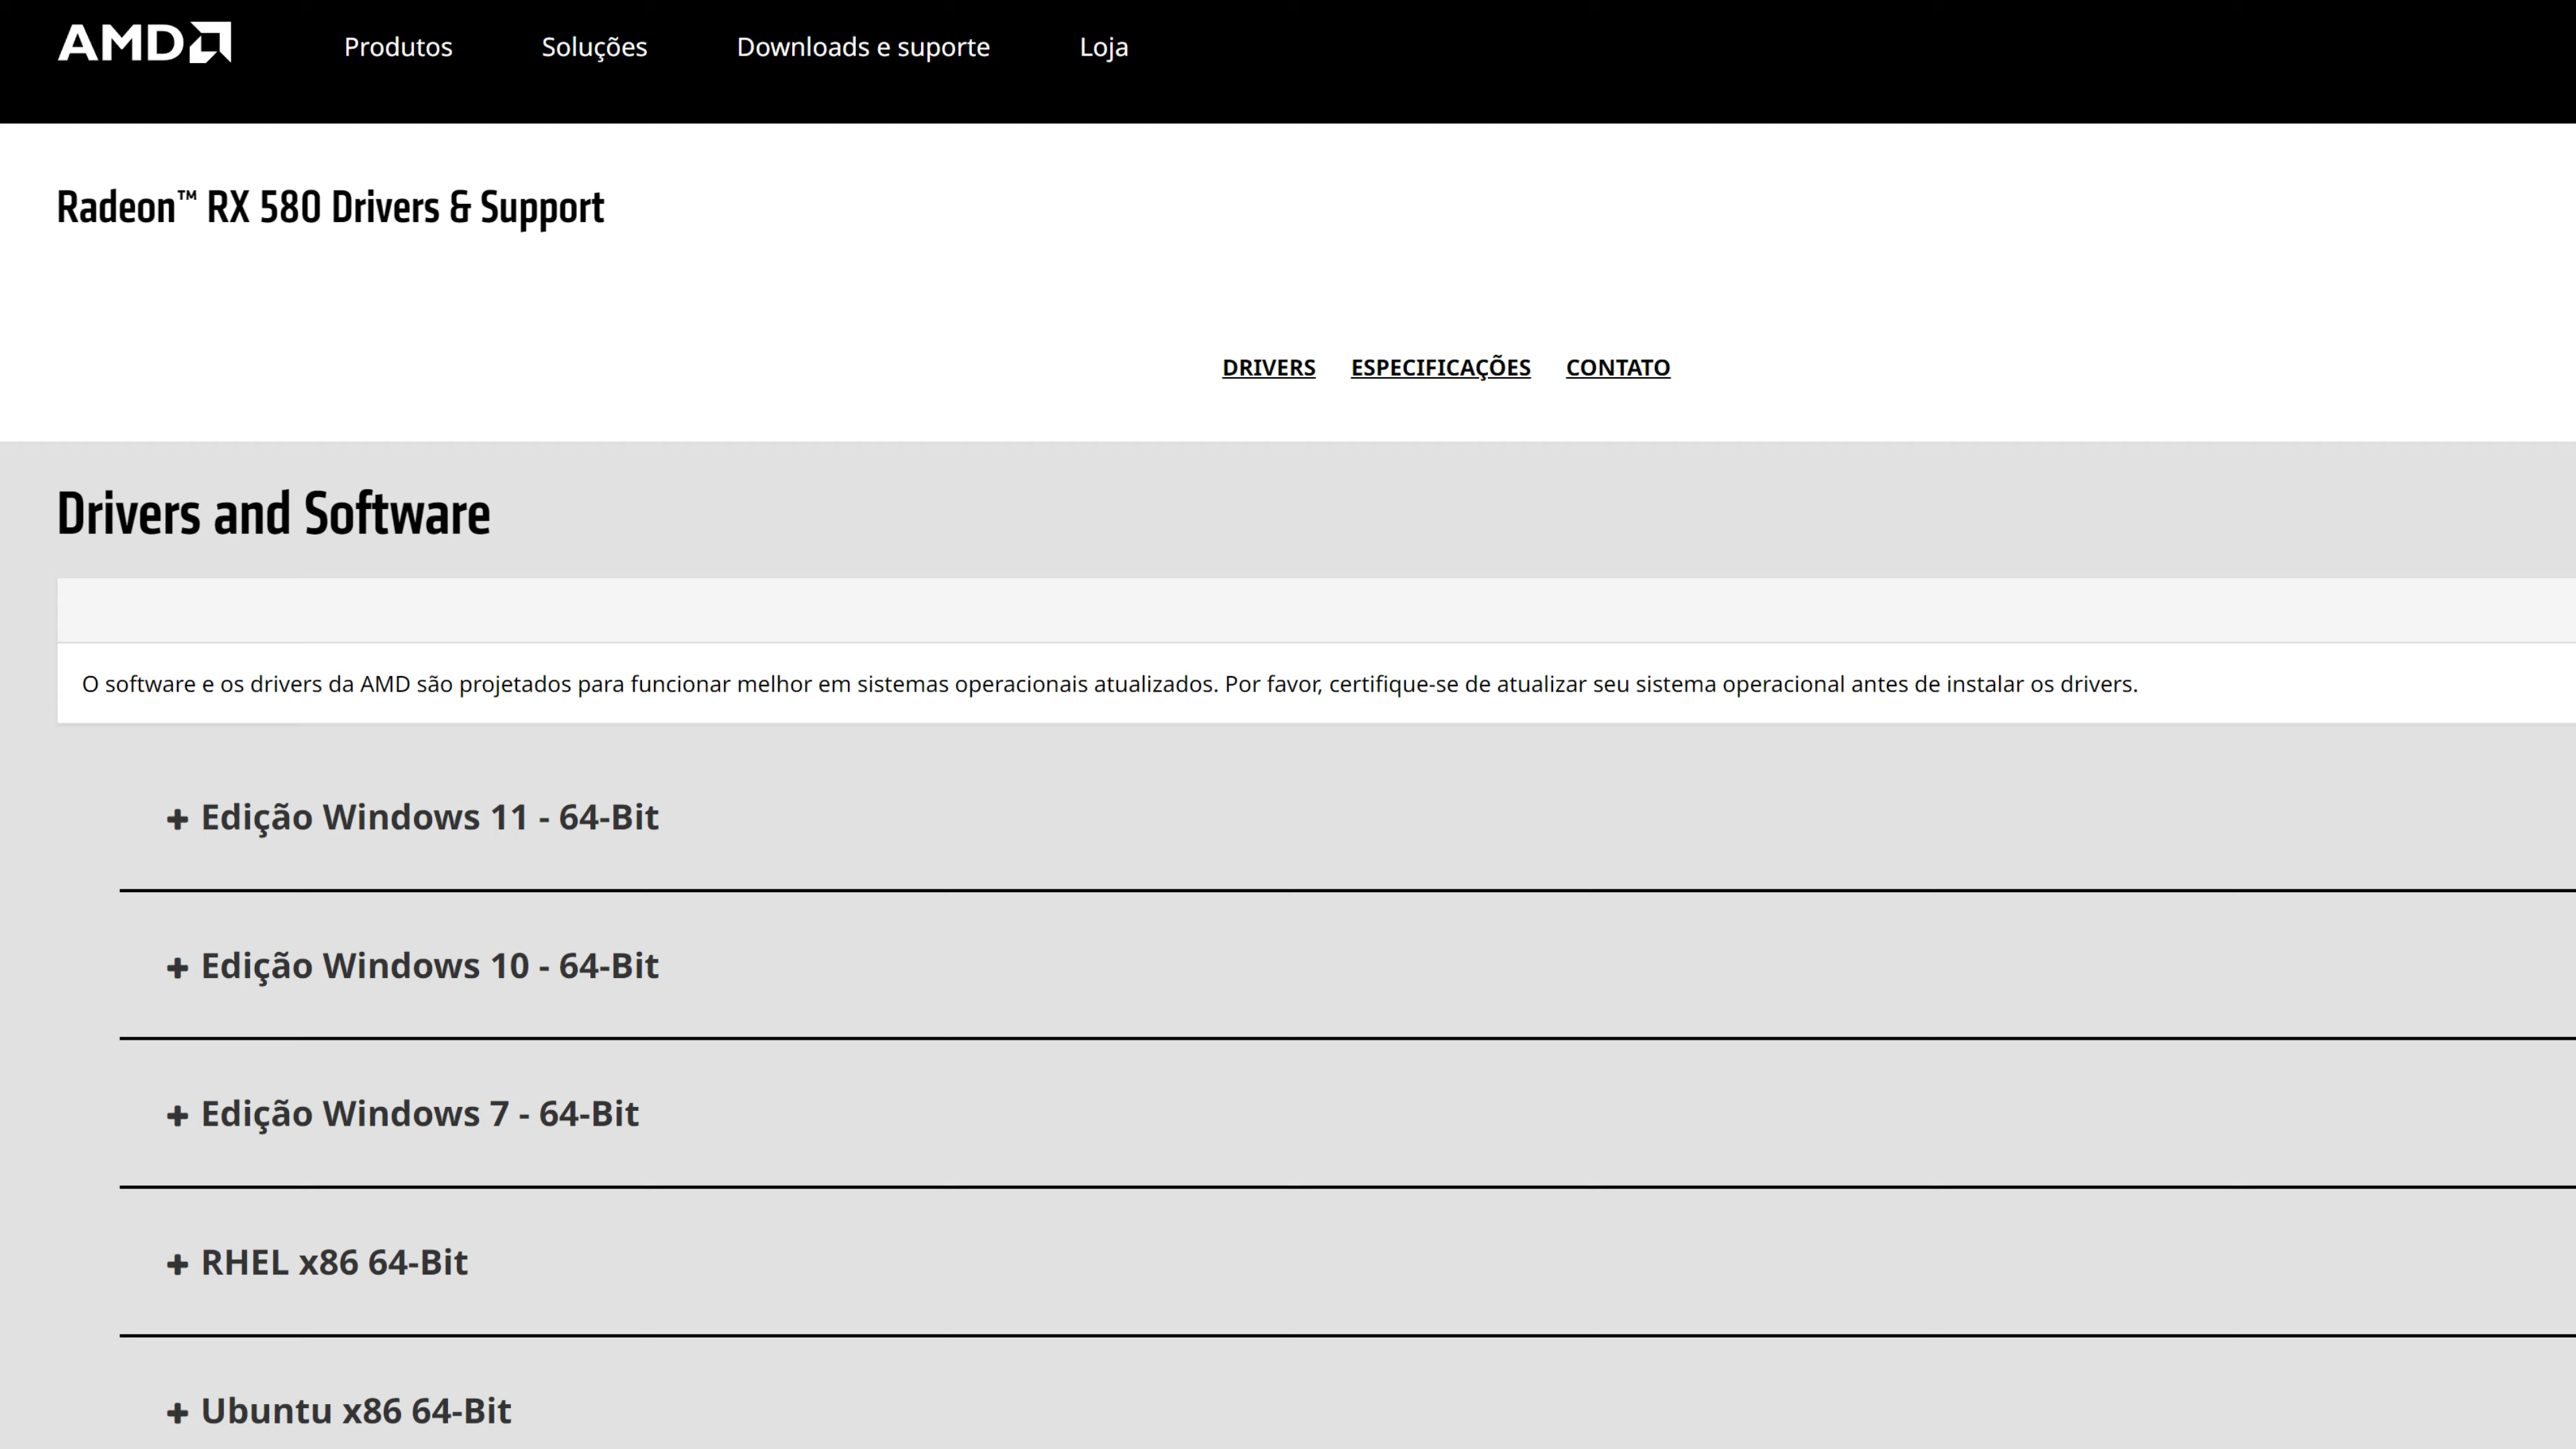 AMD
Produtos Soluções Downloads e suporte Loja
Radeon™ RX 580 Drivers & Support
DRIVERS ESPECIFICAÇÕES CONTATO
Drivers and Software
O software e os drivers da AMD são projetados para funcionar melhor em sistemas operacionais atualizados. Por favor, certifique-se de atualizar seu sistema operacional antes de instalar os drivers.
+ Edição Windows 11 - 64-Bit
+ Edição Windows 10 - 64-Bit
+ Edição Windows 7 - 64-Bit
+ RHEL x86 64-Bit
+ Ubuntu x86 64-Bit